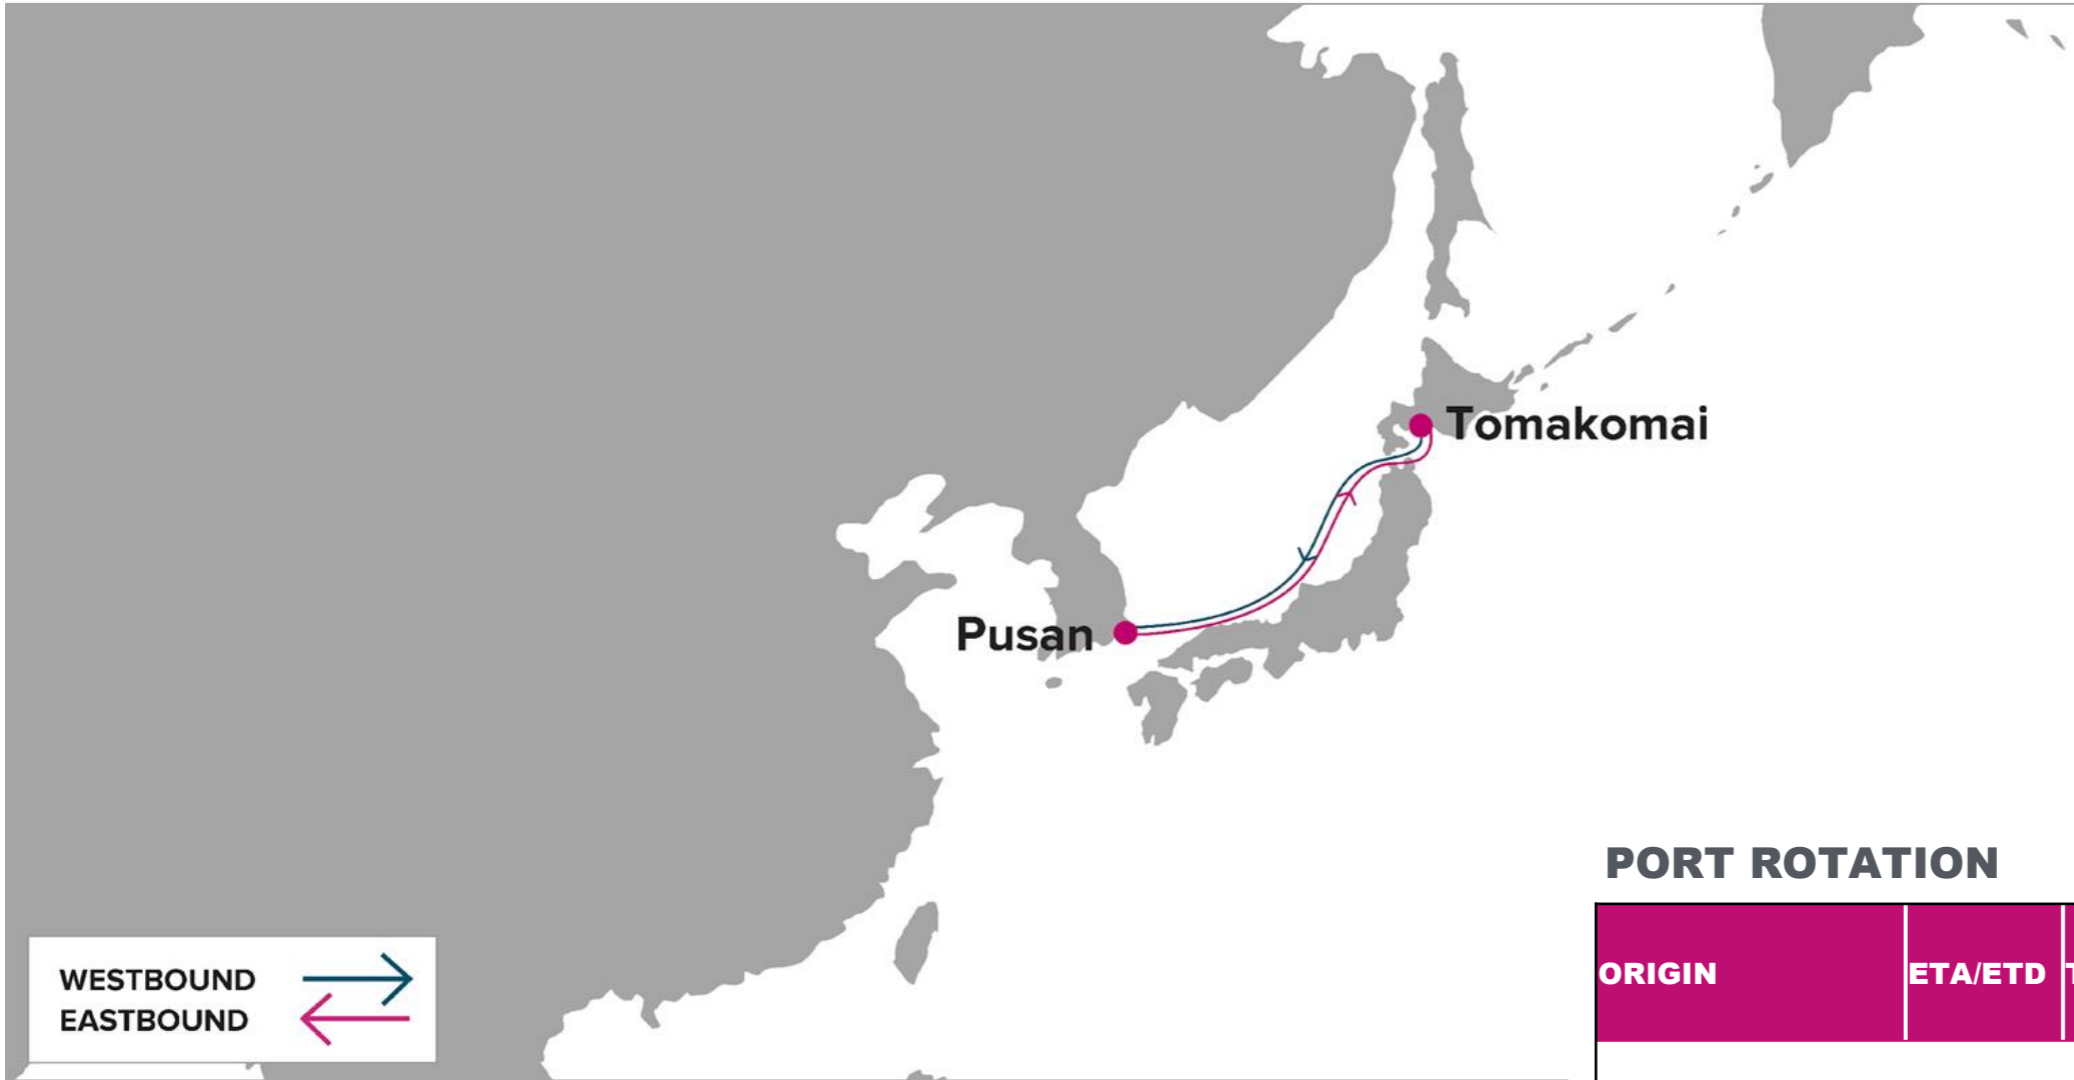 Tomakomai
Pusan
PORT ROTATION
ORIGIN ETA/ETD
WESTBOUND
EASTBOUND